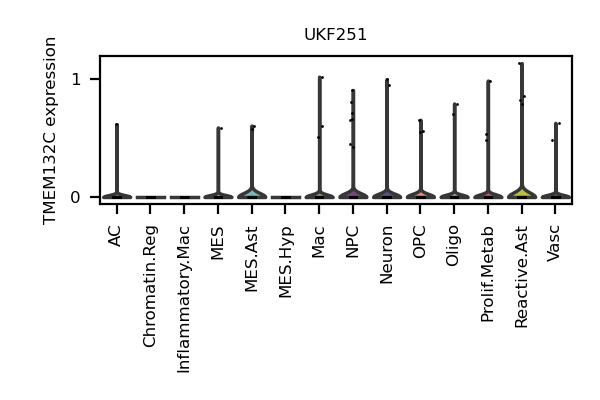 UKF251
TMEM132C expression
1
0
AC
Chromatin.Reg
Inflammatory.Mac
MES
MES.Ast
MES.Hyp
Mac
NPC
Neuron
OPC
Oligo
Prolif.Metab
Reactive.Ast
Vasc